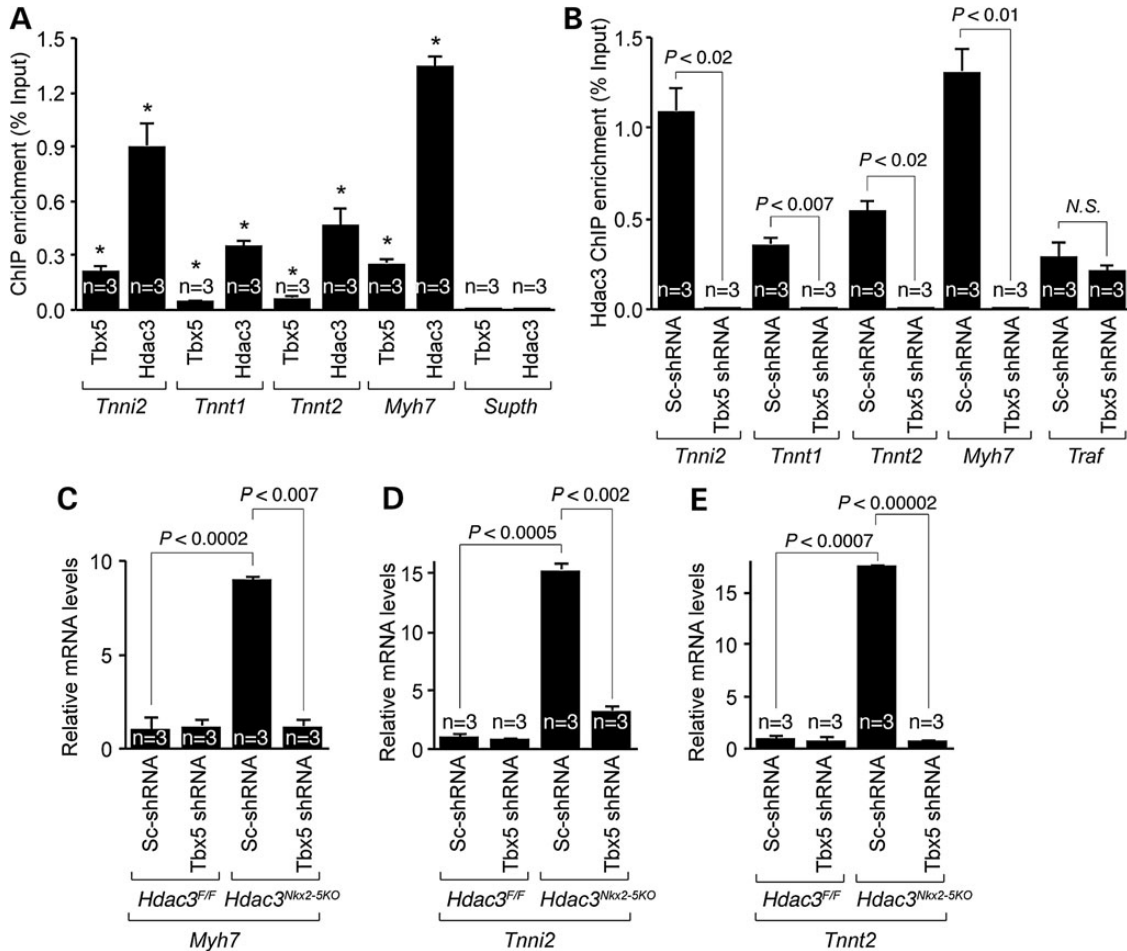 A
ChIP enrichment (% Input)
1.5
1.2
0.9
0.6
0.3
0.0
* * * * * * * *
n=3 n=3 n=3 n=3 n=3 n=3 n=3 n=3 n=3 n=3
Tbx5 Hdac3 Tbx5 Hdac3 Tbx5 Hdac3 Tbx5 Hdac3 Tbx5 Hdac3
Tnni2 Tnnt1 Tnnt2 Myh7 Supth
B
Hdac3 ChIP enrichment (% Input)
1.5
1.0
0.5
0.0
P < 0.02
P < 0.007
P < 0.02
P < 0.01
N.S.
n=3 n=3 n=3 n=3 n=3 n=3 n=3 n=3 n=3 n=3
Sc-shRNA Tbx5 shRNA Sc-shRNA Tbx5 shRNA Sc-shRNA Tbx5 shRNA Sc-shRNA Tbx5 shRNA Sc-shRNA Tbx5 shRNA
Tnni2 Tnnt1 Tnnt2 Myh7 Traf
C
Relative mRNA levels
10
5
0
P < 0.0002
P < 0.007
n=3 n=3 n=3 n=3
Sc-shRNA Tbx5 shRNA Sc-shRNA Tbx5 shRNA
Hdac3F/F Hdac3Nkx2-5KO
Myh7
D
Relative mRNA levels
15
10
5
0
P < 0.0005
P < 0.002
n=3 n=3 n=3 n=3
Sc-shRNA Tbx5 shRNA Sc-shRNA Tbx5 shRNA
Hdac3F/F Hdac3Nkx2-5KO
Tnni2
E
Relative mRNA levels
15
10
5
0
P < 0.0007
P < 0.00002
n=3 n=3 n=3 n=3
Sc-shRNA Tbx5 shRNA Sc-shRNA Tbx5 shRNA
Hdac3F/F Hdac3Nkx2-5KO
Tnnt2